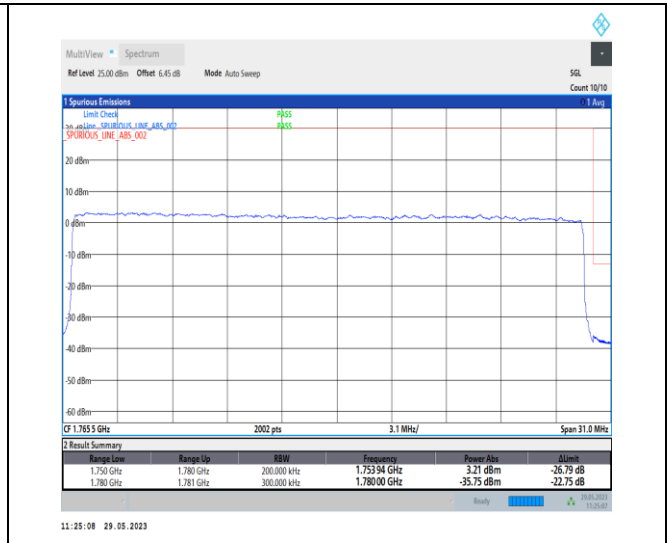 MultiView Spectrum
Ref Level 25.00 dBm Offset 6.45 dB Mode Auto Sweep SGL
Count 10/10
1 Spurious Emissions 1 Avg
Limit Check PASS
Line _SPURIOUS_LINE_ABS_002 PASS
_SPURIOUS_LINE_ABS_002
20 dBm
10 dBm
0 dBm
-10 dBm
-20 dBm
-30 dBm
-40 dBm
-50 dBm
-60 dBm
CF 1.765 5 GHz 2002 pts 3.1 MHz/ Span 31.0 MHz
2 Result Summary
Range Low Range Up RBW Frequency Power Abs ΔLimit
1.750 GHz 1.780 GHz 200.000 kHz 1.753 94 GHz 3.21 dBm -26.79 dB
1.780 GHz 1.781 GHz 300.000 kHz 1.780 00 GHz -35.75 dBm -22.75 dB
Ready 29.05.2023
11:25:07
11:25:08 29.05.2023